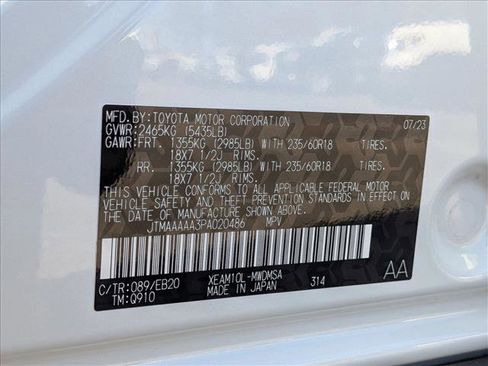 MFD. BY: TOYOTA MOTOR CORPORATION 07/23
GVWR: 2465KG (5435LB)
GAWR: FRT. 1355KG (2985LB) WITH 235/60R18 TIRES.
18X7 1/2J RIMS.
RR. 1355KG (2985LB) WITH 235/60R18 TIRES.
18X7 1/2J RIMS.
THIS VEHICLE CONFORMS TO ALL APPLICABLE FEDERAL MOTOR
VEHICLE SAFETY AND THEFT PREVENTION STANDARDS IN EFFECT
ON THE DATE OF MANUFACTURE SHOWN ABOVE.
JTMAAAAA3PA020486 MPV
C/TR: 089/EB20 XEAM10L-MWDMSA
TM: Q910 MADE IN JAPAN 314
AA